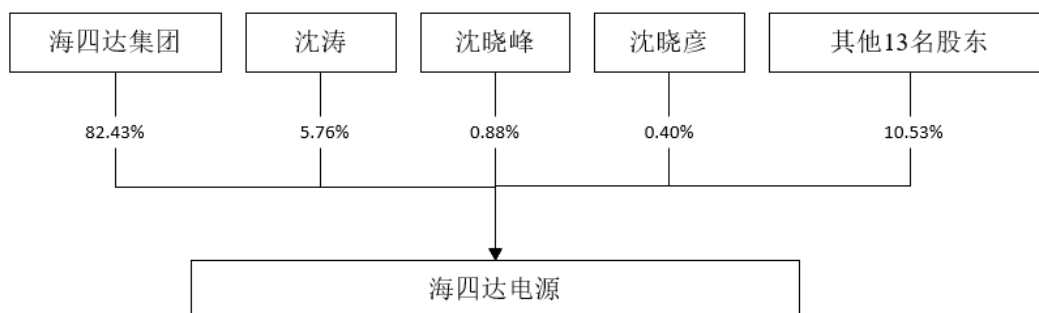 海四达集团
沈涛
沈晓峰
沈晓彦
其他13名股东
82.43%
5.76%
0.88%
0.40%
10.53%
海四达电源